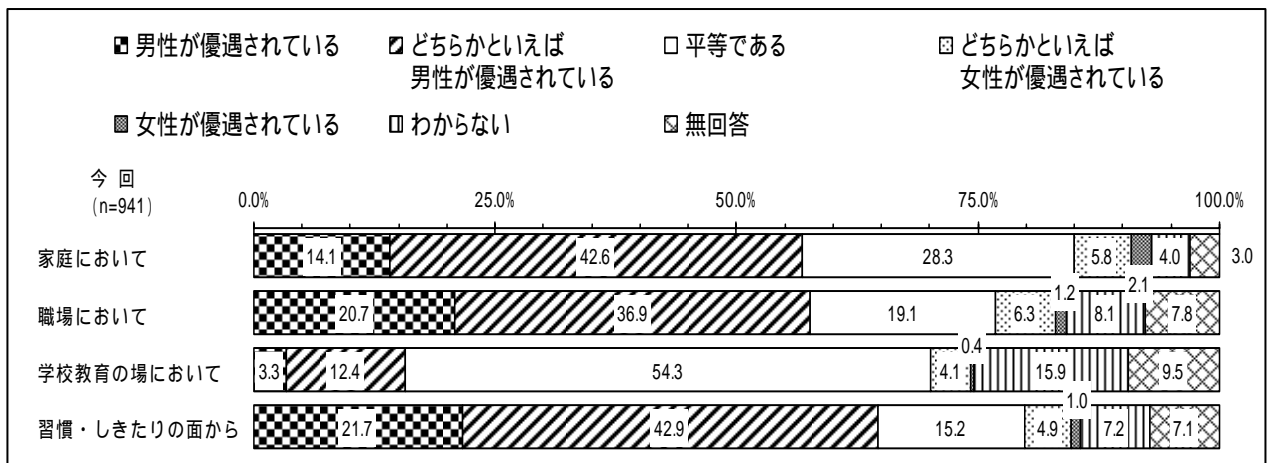 男性が優遇されている どちらかといえば 平等である どちらかといえば
男性が優遇されている 女性が優遇されている
女性が優遇されている わからない 無回答
今 回
(n=941)
0.0% 25.0% 50.0% 75.0% 100.0%
家庭において 14.1 42.6 28.3 5.8 2.1 4.0 3.0
職場において 20.7 36.9 19.1 6.3 1.2 8.1 7.8
学校教育の場において 3.3 12.4 54.3 4.1 0.4 15.9 9.5
習慣・しきたりの面から 21.7 42.9 15.2 4.9 1.0 7.2 7.1